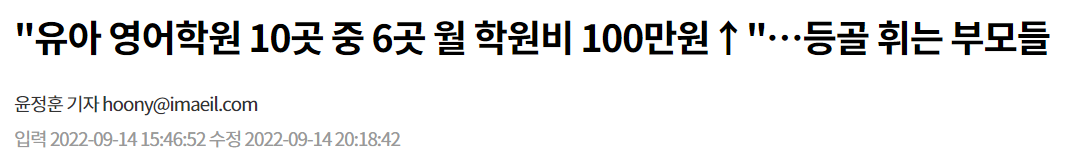 "유아 영어학원 10곳 중 6곳 월 학원비 100만원↑"…등골 휘는 부모들
윤정훈 기자 hoony@imaeil.com
입력 2022-09-14 15:46:52 수정 2022-09-14 20:18:42